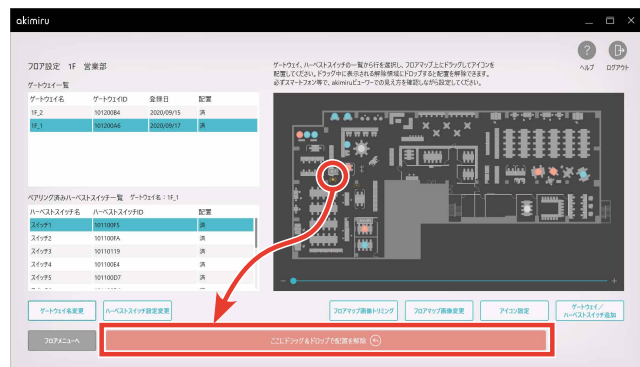 akimiru
フロア設定 1F 営業部
ゲートウェイ、ハーベストスイッチの一覧から行を選択し、フロアマップ上にドラッグしてアイコンを
配置してください。ドラッグ中に表示される解除領域にドロップすると配置を解除できます。
必ずスマートフォン等で、akimiruビューワーでの見え方を確認しながら設定してください。
?
ヘルプ
ログアウト
ゲートウェイ一覧
ゲートウェイ名 ゲートウェイID 登録日 配置
1F_2 101200B4 2020/09/15 済
1F_1 101200A6 2020/09/17 済
ペアリング済みハーベストスイッチ一覧 ゲートウェイ名:1F_1
ハーベストスイッチ名 ハーベストスイッチID 配置
スイッチ1 101100F5 済
スイッチ2 101100FA 済
スイッチ3 10110119 済
スイッチ4 101100E4 済
スイッチ5 101100D7 済
ゲートウェイ名変更
ハーベストスイッチ設定変更
フロアマップ画像トリミング
フロアマップ画像変更
アイコン設定
ゲートウェイ/
ハーベストスイッチ追加
フロアメニューへ
ここにドラッグ&ドロップで配置を解除